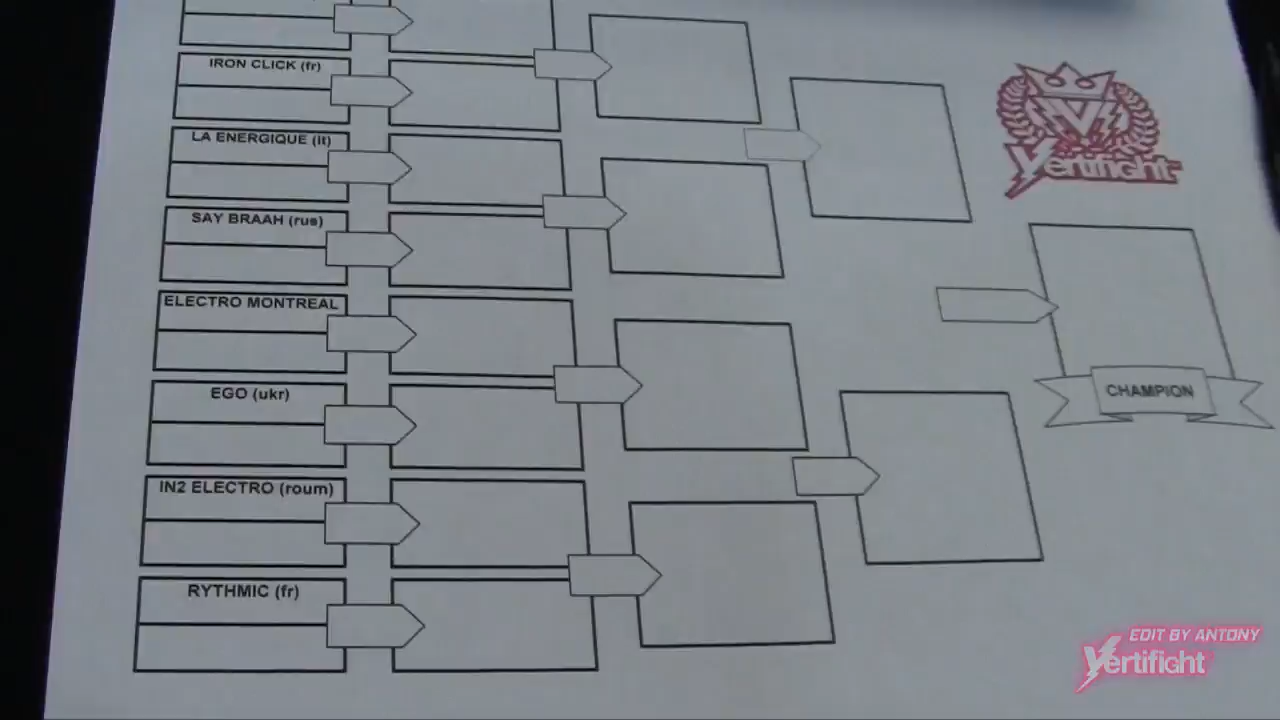 IRON CLICK (fr)
LA ENERGIQUE (it)
SAY BRAAH (rus)
ELECTRO MONTREAL
EGO (ukr)
IN2 ELECTRO (roum)
RYTHMIC (fr)
Vertifight
CHAMPION
EDIT BY ANTONY
Vertifight